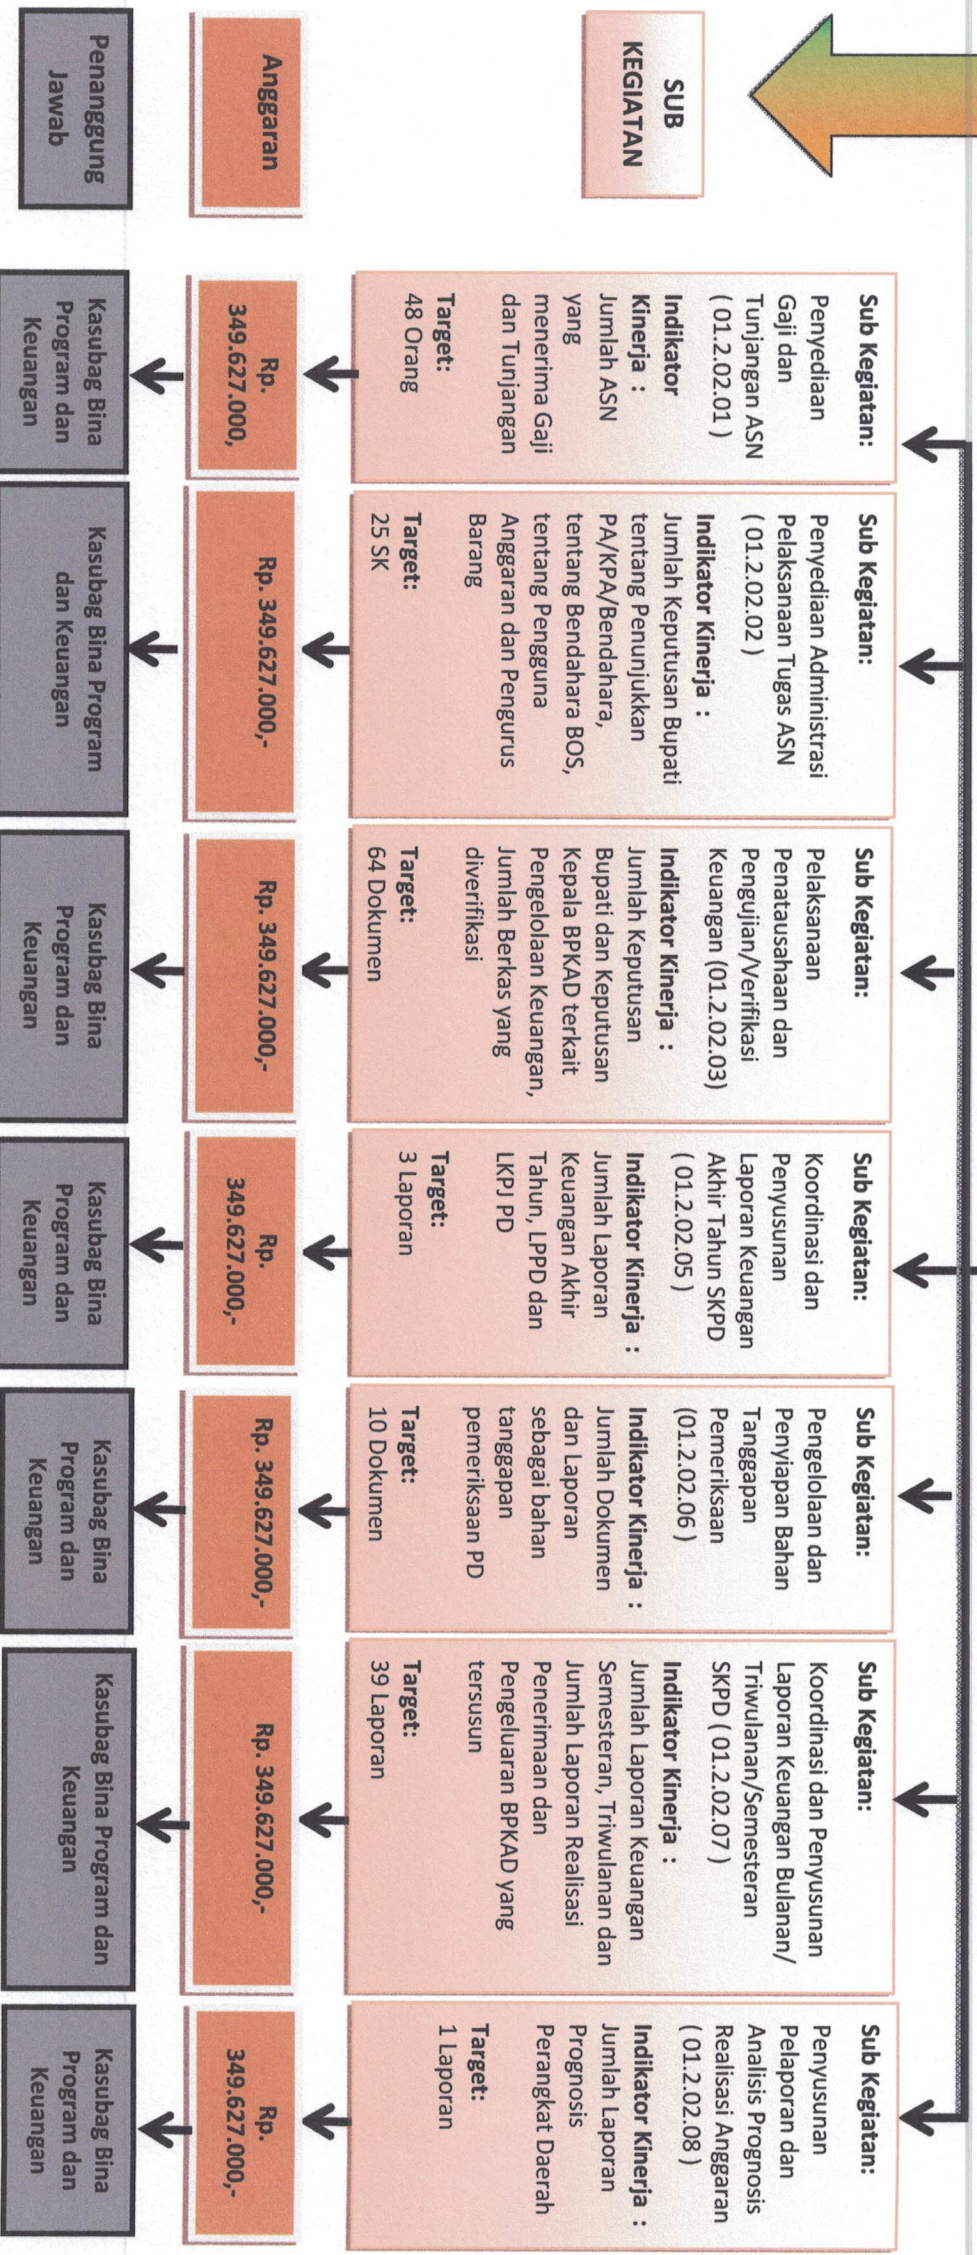 SUB
KEGIATAN
Sub Kegiatan:
Penyediaan
Gaji dan
Tunjangan ASN
( 01.2.02.01 )
Indikator
Kinerja :
Jumlah ASN
yang
menerima Gaji
dan Tunjangan
Target:
48 Orang
Sub Kegiatan:
Penyediaan Administrasi
Pelaksanaan Tugas ASN
( 01.2.02.02 )
Indikator Kinerja :
Jumlah Keputusan Bupati
tentang Penunjukkan
PA/KPA/Bendahara,
tentang Bendahara BOS,
tentang Pengguna
Anggaran dan Pengurus
Barang
Target:
25 SK
Sub Kegiatan:
Pelaksanaan
Penatausahaan dan
Pengujian/Verifikasi
Keuangan (01.2.02.03)
Indikator Kinerja :
Jumlah Keputusan
Bupati dan Keputusan
Kepala BPKAD terkait
Pengelolaan Keuangan,
Jumlah Berkas yang
diverifikasi
Target:
64 Dokumen
Sub Kegiatan:
Koordinasi dan
Penyusunan
Laporan Keuangan
Akhir Tahun SKPD
( 01.2.02.05 )
Indikator Kinerja :
Jumlah Laporan
Keuangan Akhir
Tahun, LPPD dan
LKPJ PD
Target:
3 Laporan
Sub Kegiatan:
Pengelolaan dan
Penyiapan Bahan
Tanggapan
Pemeriksaan
(01.2.02.06 )
Indikator Kinerja :
Jumlah Dokumen
dan Laporan
sebagai bahan
tanggapan
pemeriksaan PD
Target:
10 Dokumen
Sub Kegiatan:
Koordinasi dan Penyusunan
Laporan Keuangan Bulanan/
Triwulanan/Semesteran
SKPD ( 01.2.02.07 )
Indikator Kinerja :
Jumlah Laporan Keuangan
Semesteran, Triwulanan dan
Jumlah Laporan Realisasi
Penerimaan dan
Pengeluaran BPKAD yang
tersusun
Target:
39 Laporan
Sub Kegiatan:
Penyusunan
Pelaporan dan
Analisis Prognosis
Realisasi Anggaran
( 01.2.02.08 )
Indikator Kinerja :
Jumlah Laporan
Prognosis
Perangkat Daerah
Target:
1 Laporan
Anggaran
Rp.
349.627.000,
Rp. 349.627.000,-
Rp. 349.627.000,-
Rp.
349.627.000,-
Rp. 349.627.000,-
Rp. 349.627.000,-
Rp.
349.627.000,-
Penanggung
Jawab
Kasubag Bina
Program dan
Keuangan
Kasubag Bina Program
dan Keuangan
Kasubag Bina
Program dan
Keuangan
Kasubag Bina
Program dan
Keuangan
Kasubag Bina
Program dan
Keuangan
Kasubag Bina Program dan
Keuangan
Kasubag Bina
Program dan
Keuangan